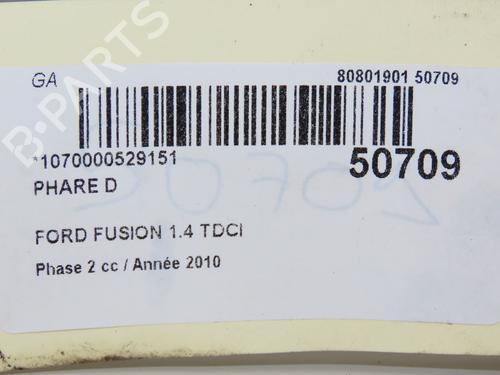 GA
80801901 50709
*1070000529151
50709
PHARE D
FORD FUSION 1.4 TDCI
Phase 2 cc / Année 2010
B-PARTS